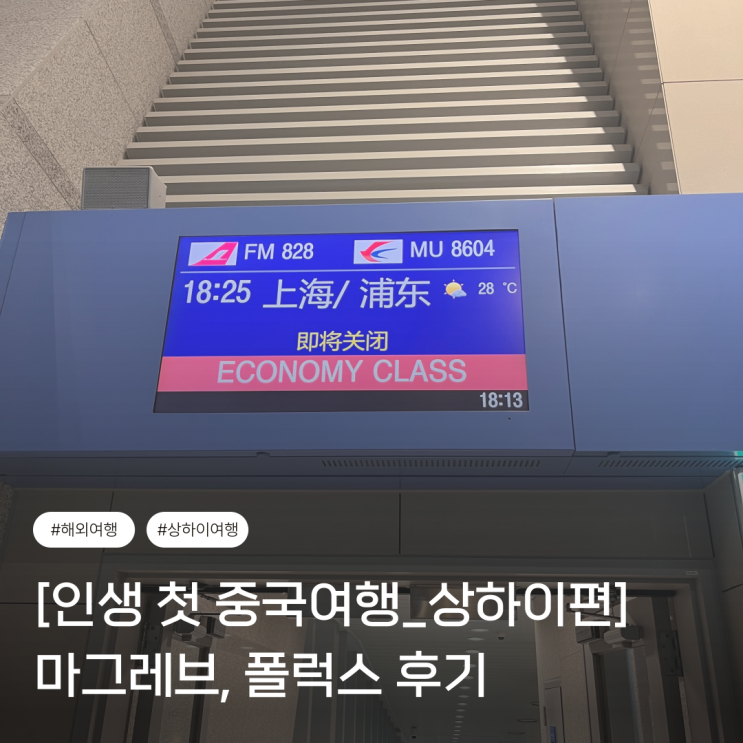 FM 828 MU 8604
18:25 上海/ 浦东 28 °C
即将关闭
ECONOMY CLASS
18:13
#해외여행 #상하이여행
[인생 첫 중국여행_상하이편]
마그레브, 폴럭스 후기